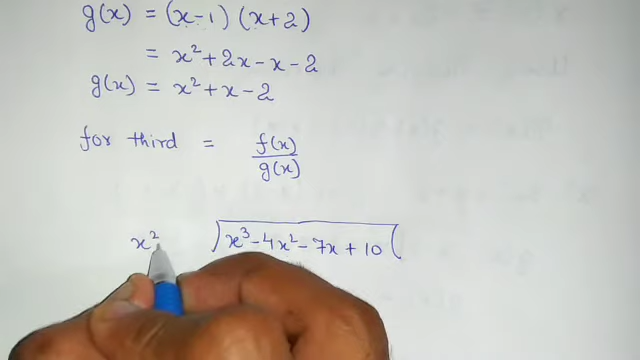 g(x) = (x-1) (x+2)
= x² + 2x - x - 2
g(x) = x² + x - 2
for third = f(x)/g(x)
x² ) x³ - 4x² - 7x + 10 (